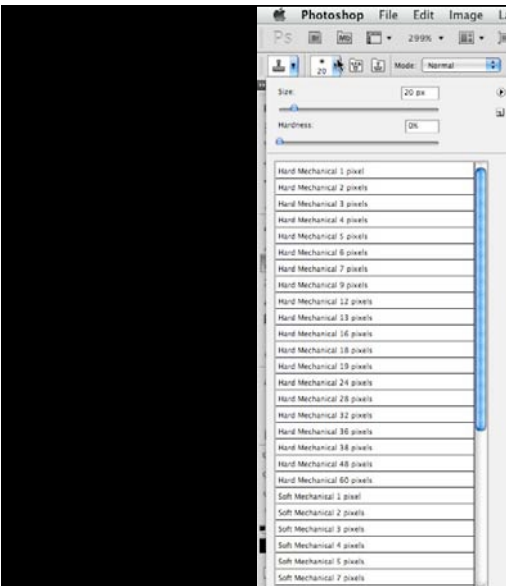 Photoshop File Edit Image
Ps Br Mb 299%
20 Mode: Normal
Size: 20 px
Hardness: 0%
Hard Mechanical 1 pixel
Hard Mechanical 2 pixels
Hard Mechanical 3 pixels
Hard Mechanical 4 pixels
Hard Mechanical 5 pixels
Hard Mechanical 6 pixels
Hard Mechanical 7 pixels
Hard Mechanical 9 pixels
Hard Mechanical 12 pixels
Hard Mechanical 13 pixels
Hard Mechanical 16 pixels
Hard Mechanical 18 pixels
Hard Mechanical 19 pixels
Hard Mechanical 24 pixels
Hard Mechanical 28 pixels
Hard Mechanical 32 pixels
Hard Mechanical 36 pixels
Hard Mechanical 38 pixels
Hard Mechanical 48 pixels
Hard Mechanical 60 pixels
Soft Mechanical 1 pixel
Soft Mechanical 2 pixels
Soft Mechanical 3 pixels
Soft Mechanical 4 pixels
Soft Mechanical 5 pixels
Soft Mechanical 7 pixels